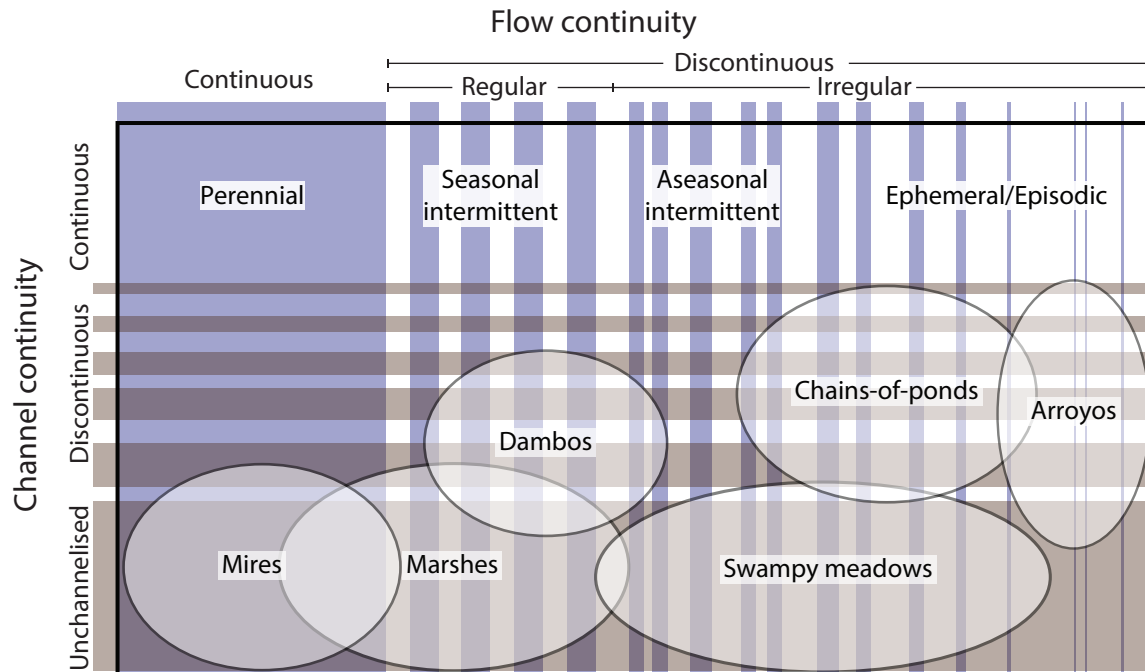 Flow continuity
Discontinuous
Continuous
Regular
Irregular
Channel continuity
Continuous
Discontinuous
Unchannelised
Perennial
Seasonal
intermittent
Aseasonal
intermittent
Ephemeral/Episodic
Chains-of-ponds
Arroyos
Dambos
Mires
Marshes
Swampy meadows